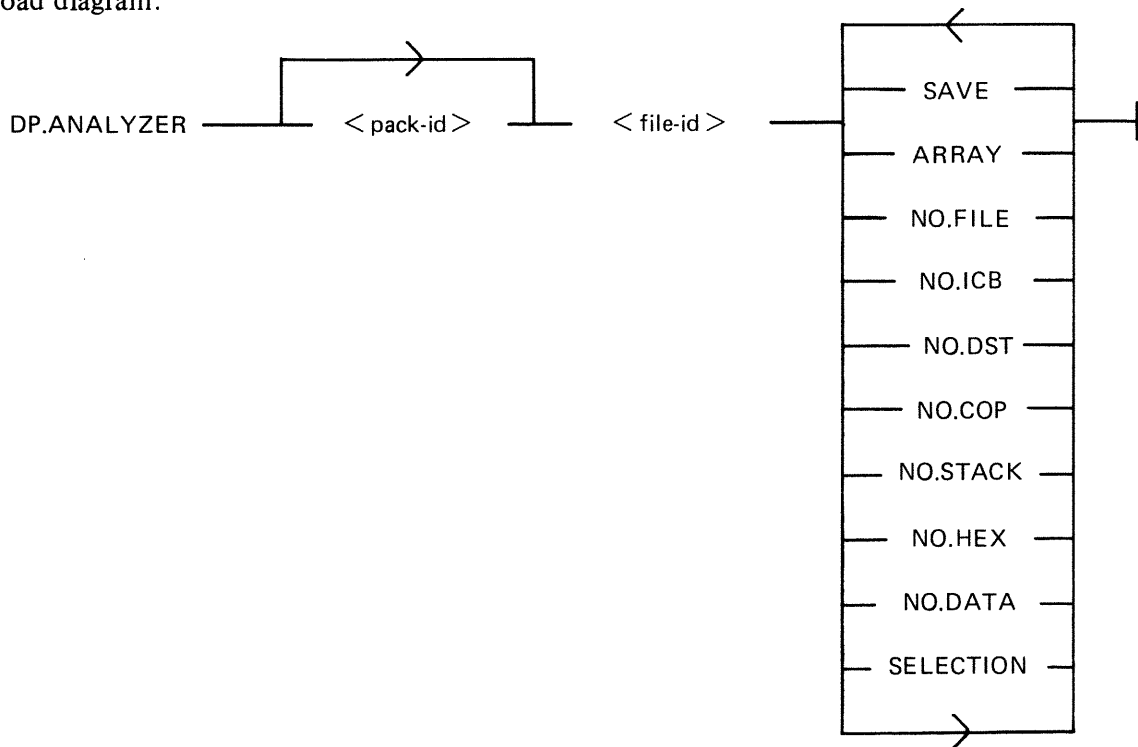 oad diagram:
SAVE
DP.ANALYZER < pack-id > < file-id >
ARRAY
NO.FILE
NO.ICB
NO.DST
NO.COP
NO.STACK
NO.HEX
NO.DATA
SELECTION